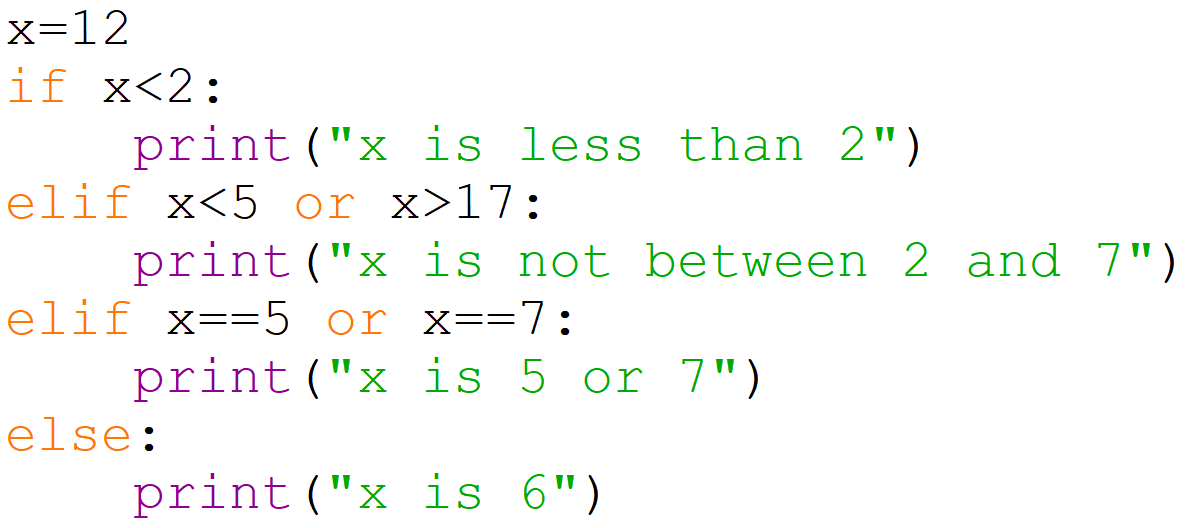 x=12
if x<2:
    print("x is less than 2")
elif x<5 or x>17:
    print("x is not between 2 and 7")
elif x==5 or x==7:
    print("x is 5 or 7")
else:
    print("x is 6")